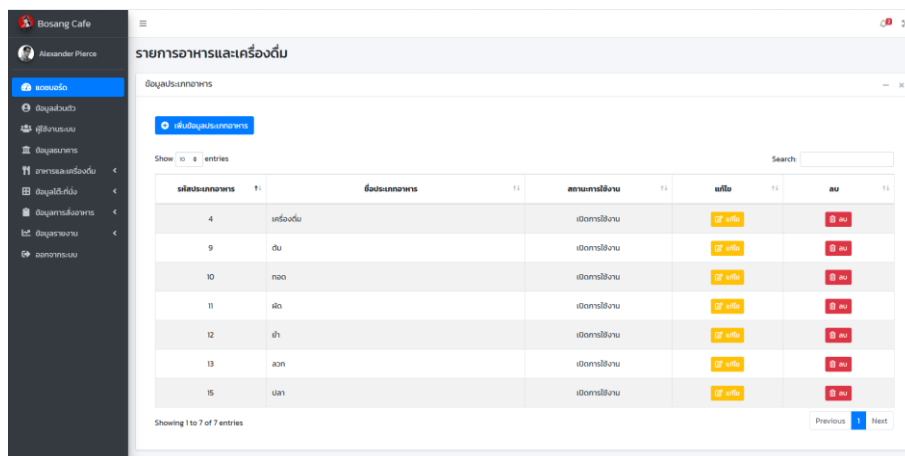 Bosang Cafe
Alexander Pierce
แดชบอร์ด
ข้อมูลส่วนตัว
ผู้ใช้งานระบบ
ข้อมูลธนาคาร
อาหารและเครื่องดื่ม
ข้อมูลโต๊ะที่นั่ง
ข้อมูลการสั่งอาหาร
ข้อมูลรายงาน
ออกจากระบบ
รายการอาหารและเครื่องดื่ม
ข้อมูลประเภทอาหาร
เพิ่มข้อมูลประเภทอาหาร
Show 10 entries Search:
รหัสประเภทอาหาร ชื่อประเภทอาหาร สถานะการใช้งาน แก้ไข ลบ
4 เครื่องดื่ม เปิดการใช้งาน แก้ไข ลบ
9 ต้ม เปิดการใช้งาน แก้ไข ลบ
10 ทอด เปิดการใช้งาน แก้ไข ลบ
11 ผัด เปิดการใช้งาน แก้ไข ลบ
12 ยำ เปิดการใช้งาน แก้ไข ลบ
13 ลวก เปิดการใช้งาน แก้ไข ลบ
15 ปลา เปิดการใช้งาน แก้ไข ลบ
Showing 1 to 7 of 7 entries Previous 1 Next